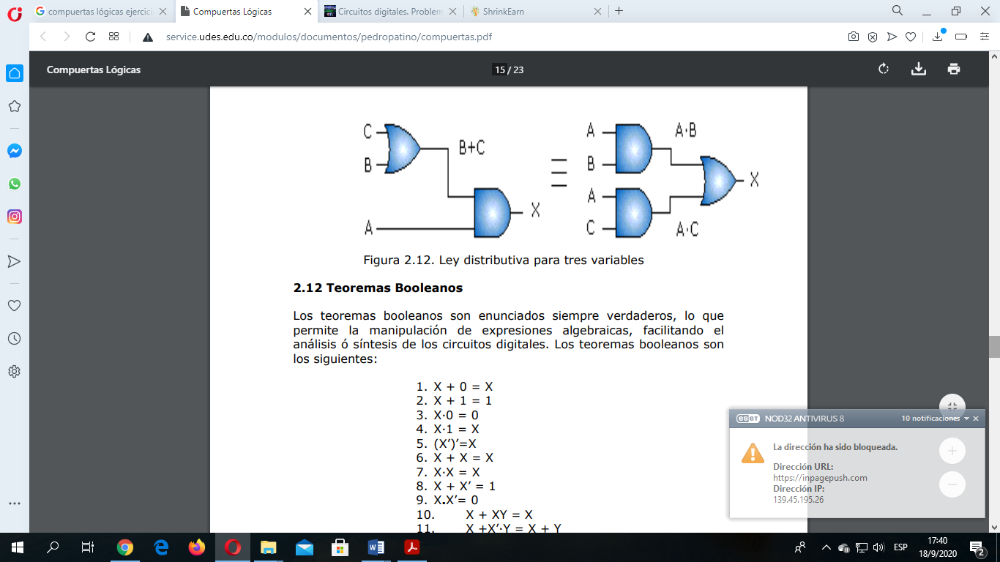 compuertas lógicas ejercici
Compuertas Lógicas
Circuitos digitales. Problem
ShrinkEarn
service.udes.edu.co/modulos/documentos/pedropatino/compuertas.pdf
Compuertas Lógicas
15 / 23
C
B
B+C
A
X
A
B
A·B
A
C
A·C
X
Figura 2.12. Ley distributiva para tres variables
2.12 Teoremas Booleanos
Los teoremas booleanos son enunciados siempre verdaderos, lo que
permite la manipulación de expresiones algebraicas, facilitando el
análisis ó síntesis de los circuitos digitales. Los teoremas booleanos son
los siguientes:
1. X + 0 = X
2. X + 1 = 1
3. X·0 = 0
4. X·1 = X
5. (X’)’=X
6. X + X = X
7. X·X = X
8. X + X’ = 1
9. X.X’= 0
10. X + XY = X
11. X +X’·Y = X + Y
eset NOD32 ANTIVIRUS 8
10 notificaciones
La dirección ha sido bloqueada.
Dirección URL:
https://inpagepush.com
Dirección IP:
139.45.195.26
ESP
17:40
18/9/2020
2